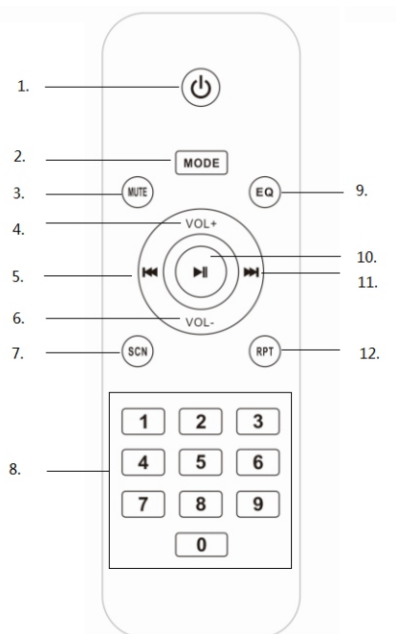 1.
2. MODE
3. MUTE EQ 9.
4. VOL+
10.
5. 11.
6. VOL-
7. SCN RPT 12.
1 2 3
8. 4 5 6
7 8 9
0